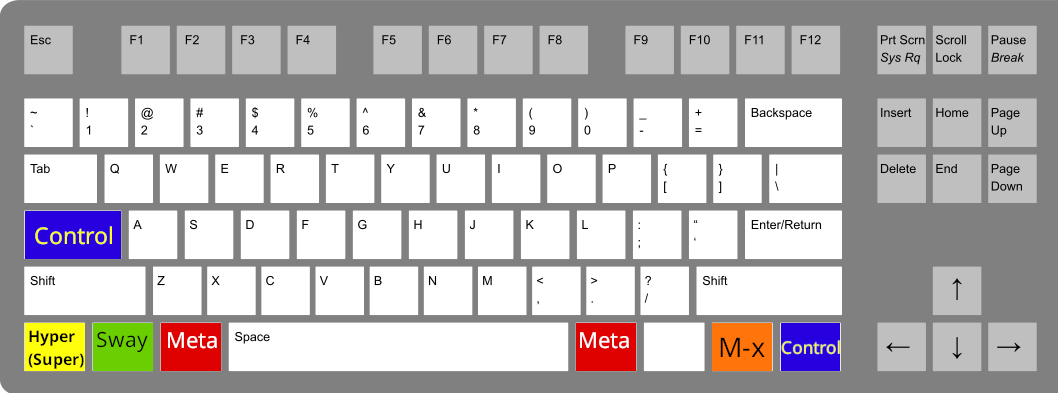 Esc F1 F2 F3 F4 F5 F6 F7 F8 F9 F10 F11 F12 Prt Scrn Scroll Pause
Sys Rq Lock Break
~ ! @ # $ % ^ & * ( ) _ + Backspace Insert Home Page
` 1 2 3 4 5 6 7 8 9 0 - = Up
Tab Q W E R T Y U I O P { } | Delete End Page
[ ] \ Down
Control A S D F G H J K L : “ Enter/Return
; ‘
Shift Z X C V B N M < > ? Shift ↑
, . /
Hyper Sway Meta Space Meta M-x Control ← ↓ →
(Super)